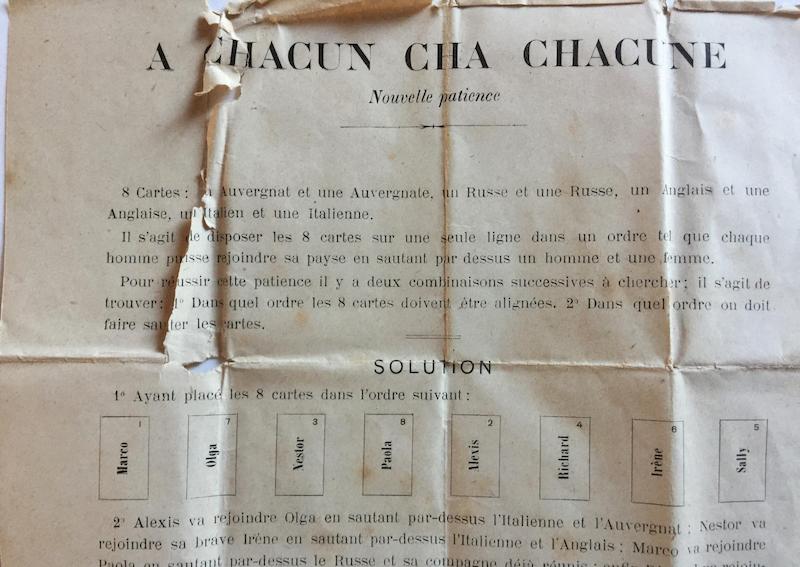 A CHACUN CHA CHACUNE
Nouvelle patience
8 Cartes : Auvergnat et une Auvergnate, un Russe et une Russe, un Anglais et une
Anglaise, un Italien et une Italienne.
Il s'agit de disposer les 8 cartes sur une seule ligne dans un ordre tel que chaque
homme puisse rejoindre sa payse en sautant par dessus un homme et une femme.
Pour réussir cette patience il y a deux combinaisons successives à chercher ; il s'agit de
trouver : 1º Dans quel ordre les 8 cartes doivent être alignées. 2º Dans quel ordre on doit
faire sauter les cartes.
SOLUTION
1º Ayant placé les 8 cartes dans l'ordre suivant :
1 7 3 8 2 4 6 5
Marco Olga Nestor Paola Alexis Richard Irène Sally
2º Alexis va rejoindre Olga en sautant par-dessus l'Italienne et l'Auvergnat ; Nestor va
rejoindre sa brave Irène en sautant par-dessus l'Italienne et l'Anglais ; Marco va rejoindre
Paola en sautant par-dessus le Russe et sa compagne déjà réunis ;